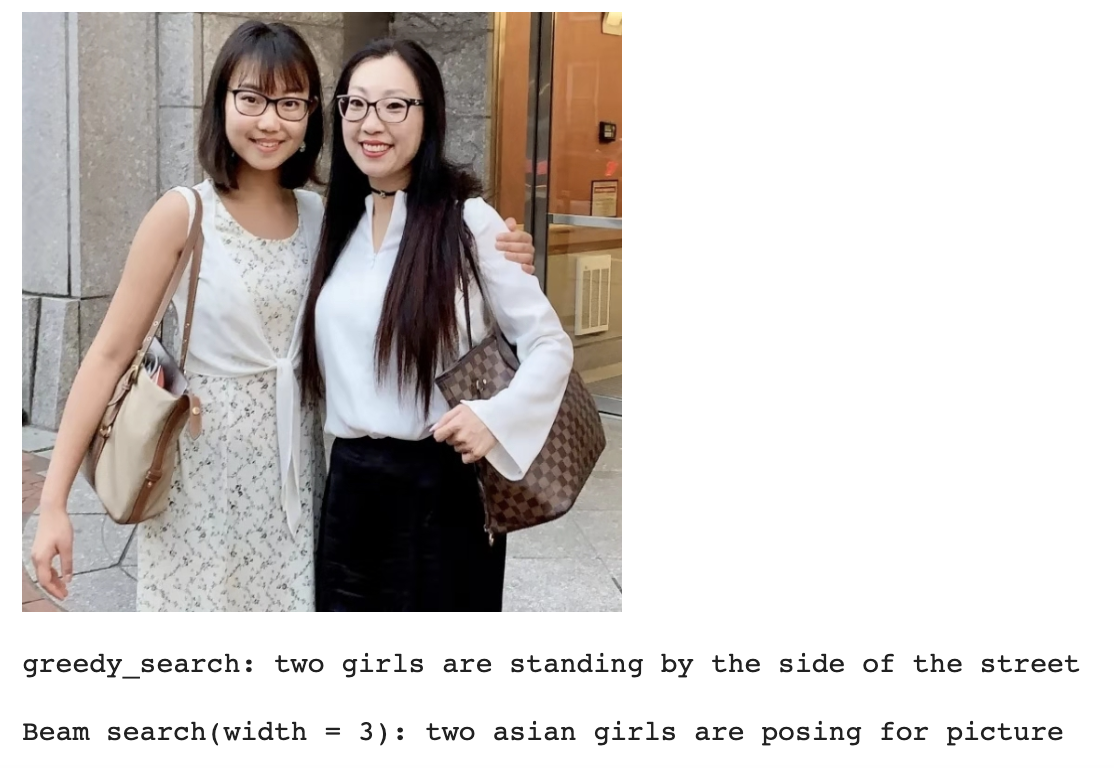 greedy_search: two girls are standing by the side of the street
Beam search(width = 3): two asian girls are posing for picture